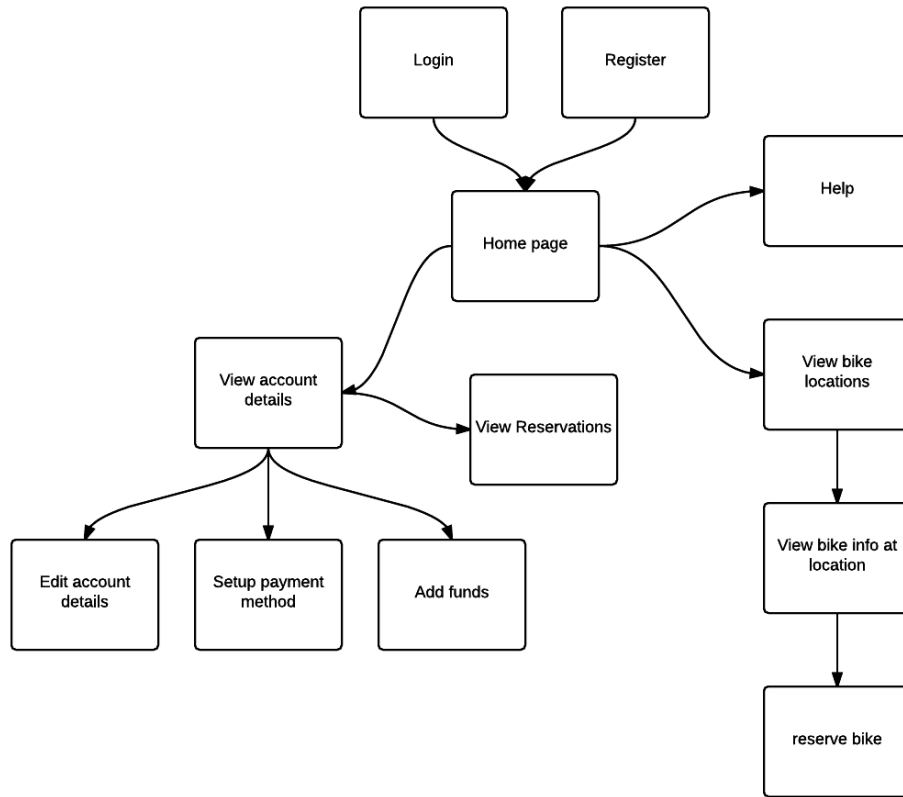 Login
Register
Help
Home page
View bike
locations
View account
details
View Reservations
View bike info at
location
Edit account
details
Setup payment
method
Add funds
reserve bike